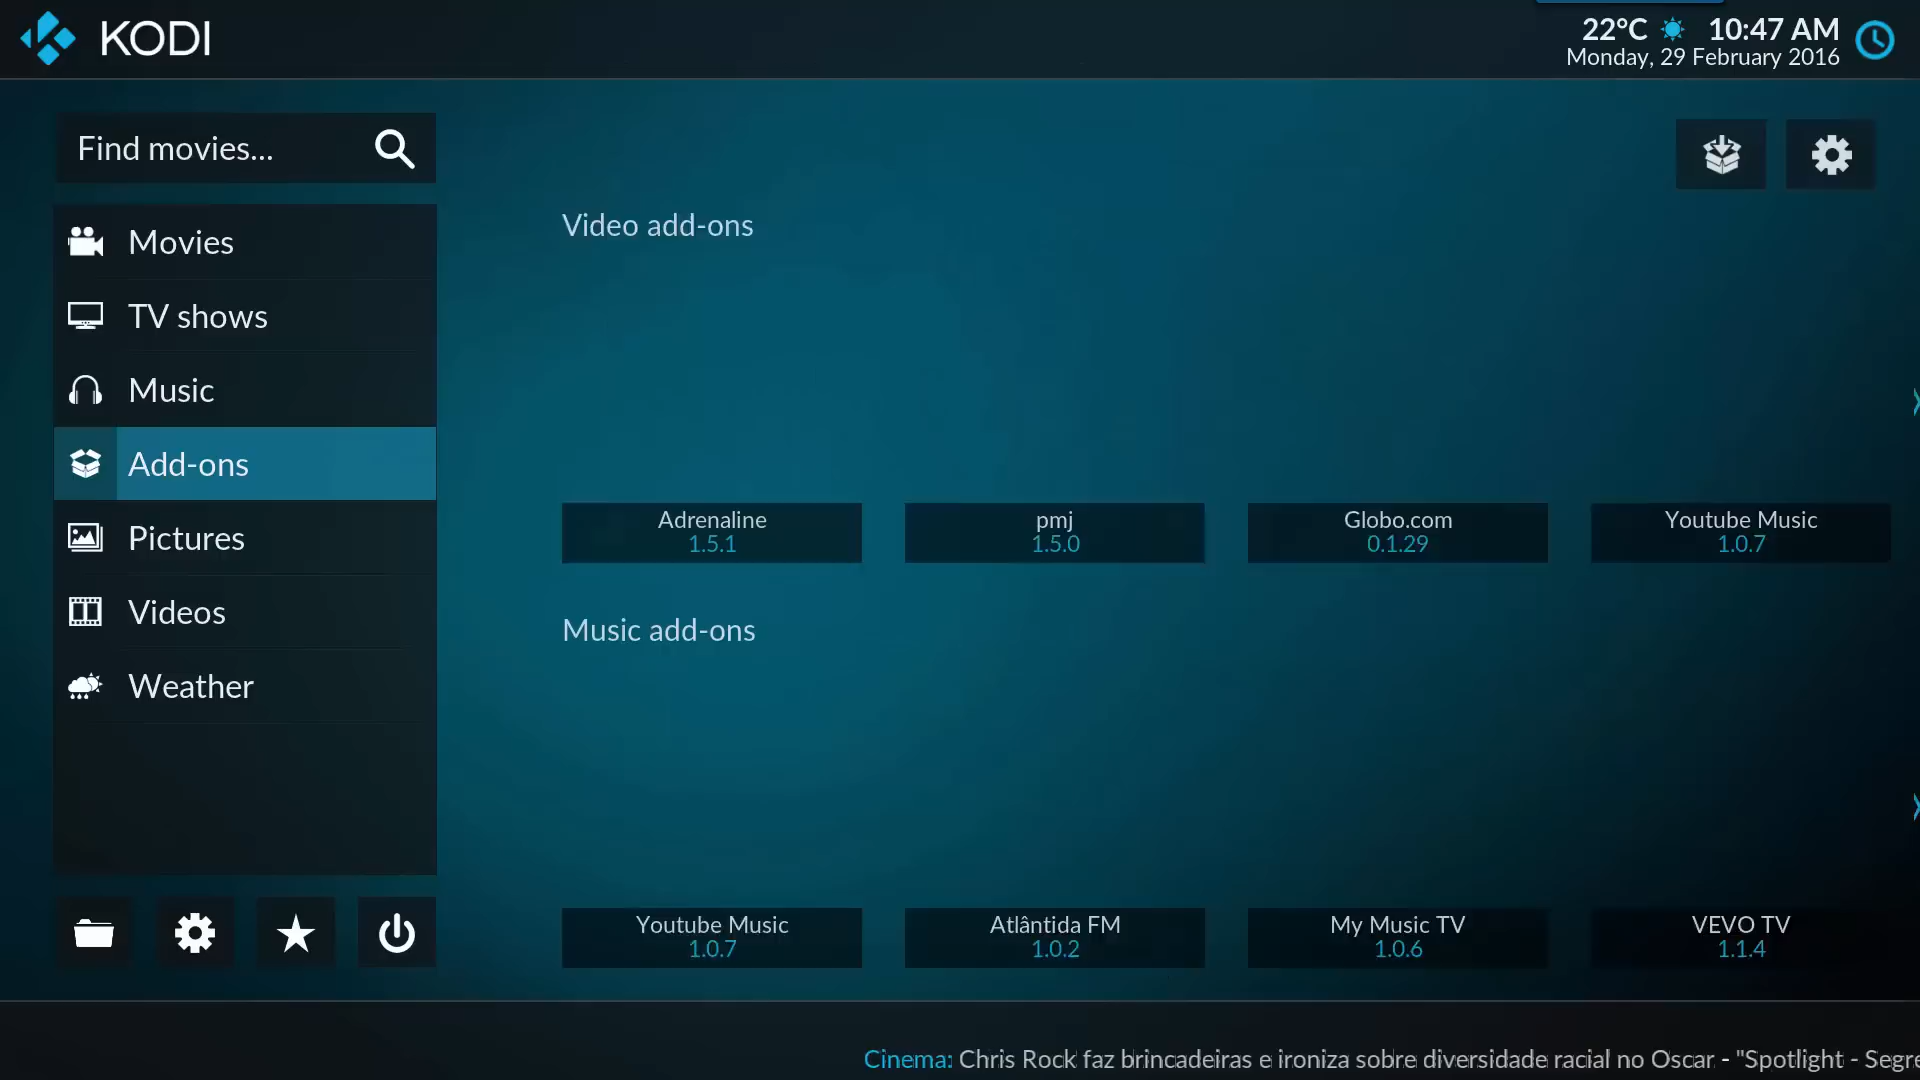 KODI
22°C 10:47 AM
Monday, 29 February 2016
Find movies...
Movies
TV shows
Music
Add-ons
Pictures
Videos
Weather
Video add-ons
Adrenaline
1.5.1
pmj
1.5.0
Globo.com
0.1.29
Youtube Music
1.0.7
Music add-ons
Youtube Music
1.0.7
Atlântida FM
1.0.2
My Music TV
1.0.6
VEVO TV
1.1.4
Cinema: Chris Rock faz brincadeiras e ironiza sobre diversidade racial no Oscar - "Spotlight - Segre